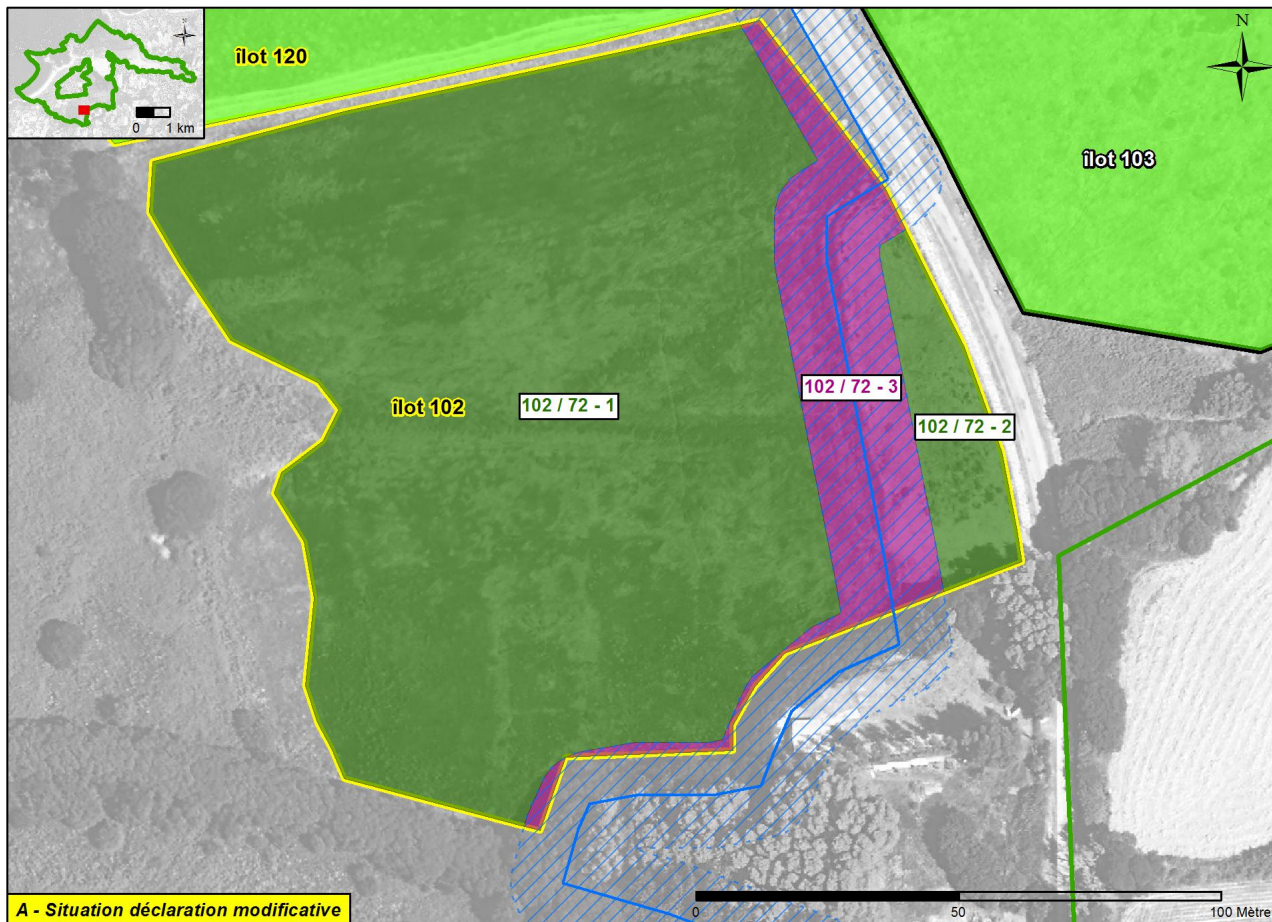 îlot 120
N
0 1 km
îlot 103
îlot 102
102 / 72 - 1
102 / 72 - 3
102 / 72 - 2
A - Situation déclaration modificative
0 50 100 Mètre